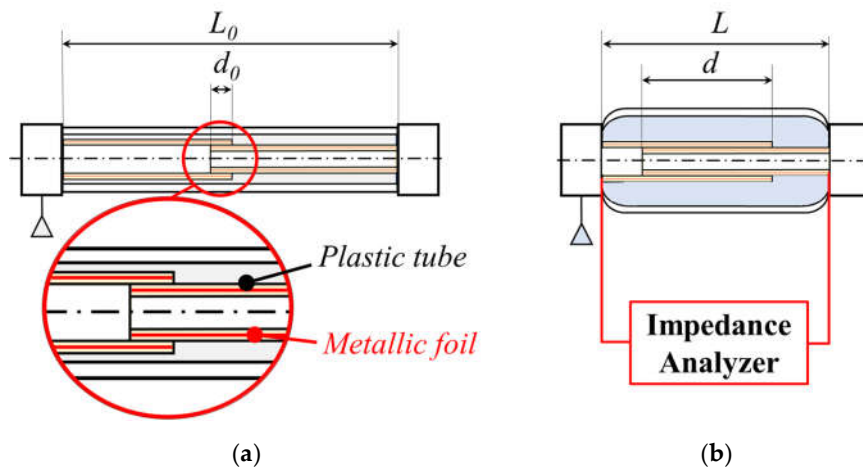 L₀
d₀
L
d
Plastic tube
Metallic foil
Impedance
Analyzer
(a)
(b)